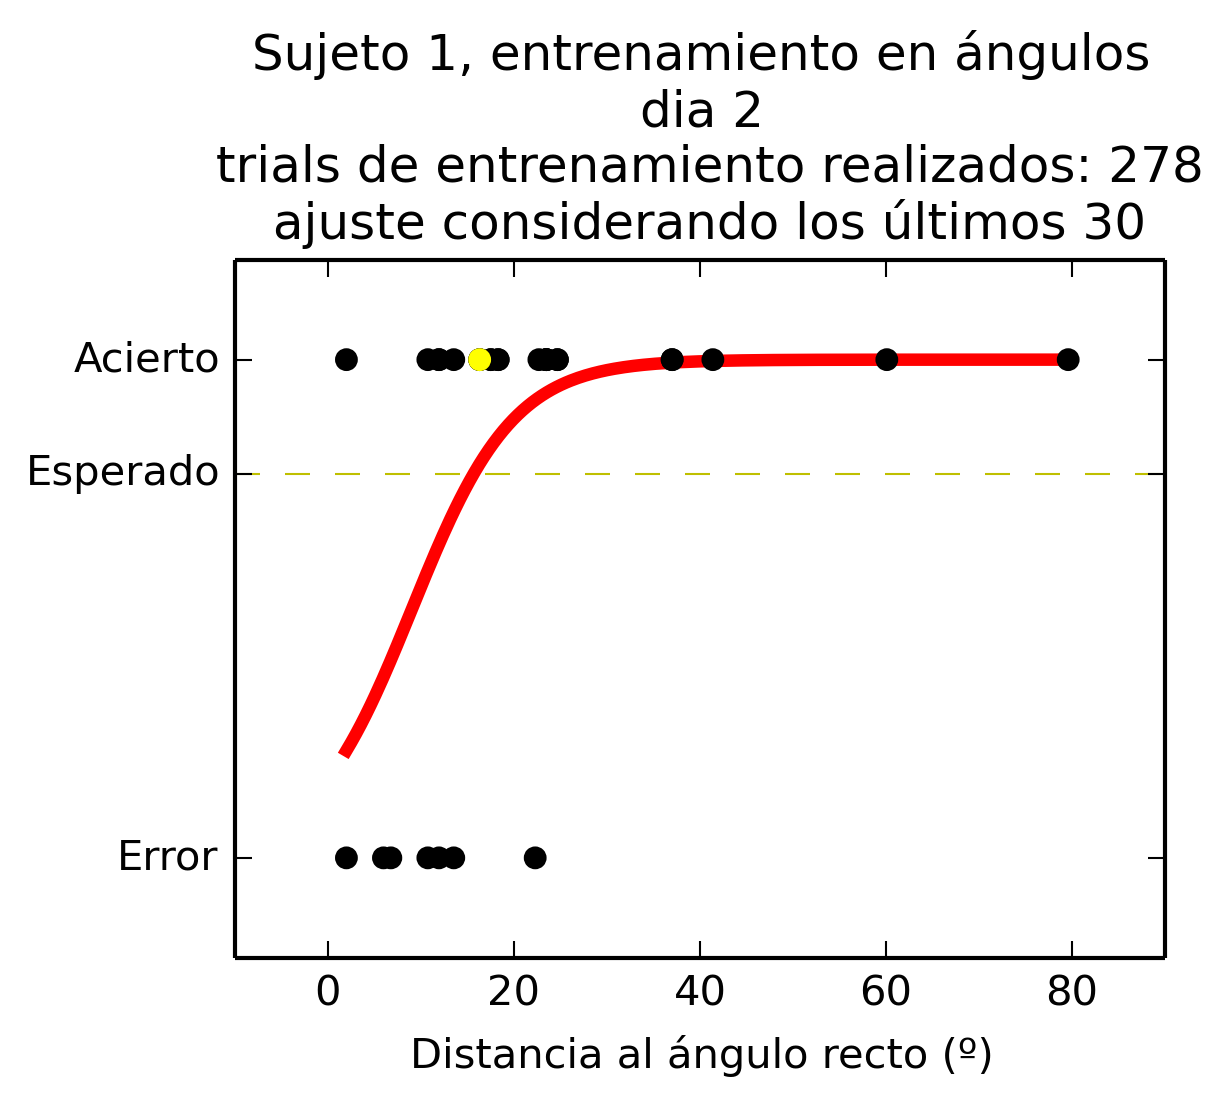 Sujeto 1, entrenamiento en ángulos
dia 2
trials de entrenamiento realizados: 278
ajuste considerando los últimos 30
Acierto
Esperado
Error
0 20 40 60 80
Distancia al ángulo recto (º)